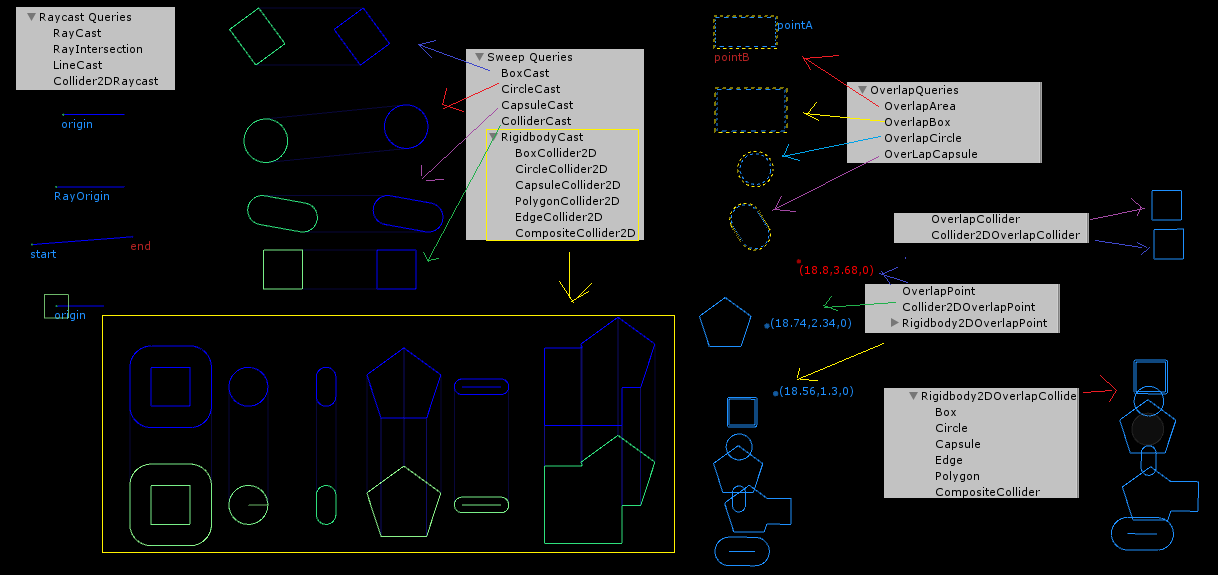 Raycast Queries
RayCast
RayIntersection
LineCast
Collider2DRaycast
origin
RayOrigin
start
end
origin
Sweep Queries
BoxCast
CircleCast
CapsuleCast
ColliderCast
RigidbodyCast
BoxCollider2D
CircleCollider2D
CapsuleCollider2D
PolygonCollider2D
EdgeCollider2D
CompositeCollider2D
pointA
pointB
OverlapQueries
OverlapArea
OverlapBox
OverlapCircle
OverLapCapsule
OverlapCollider
Collider2DOverlapCollider
(18.8,3.68,0)
OverlapPoint
Collider2DOverlapPoint
Rigidbody2DOverlapPoint
(18.74,2.34,0)
(18.56,1.3,0)
Rigidbody2DOverlapCollide
Box
Circle
Capsule
Edge
Polygon
CompositeCollider